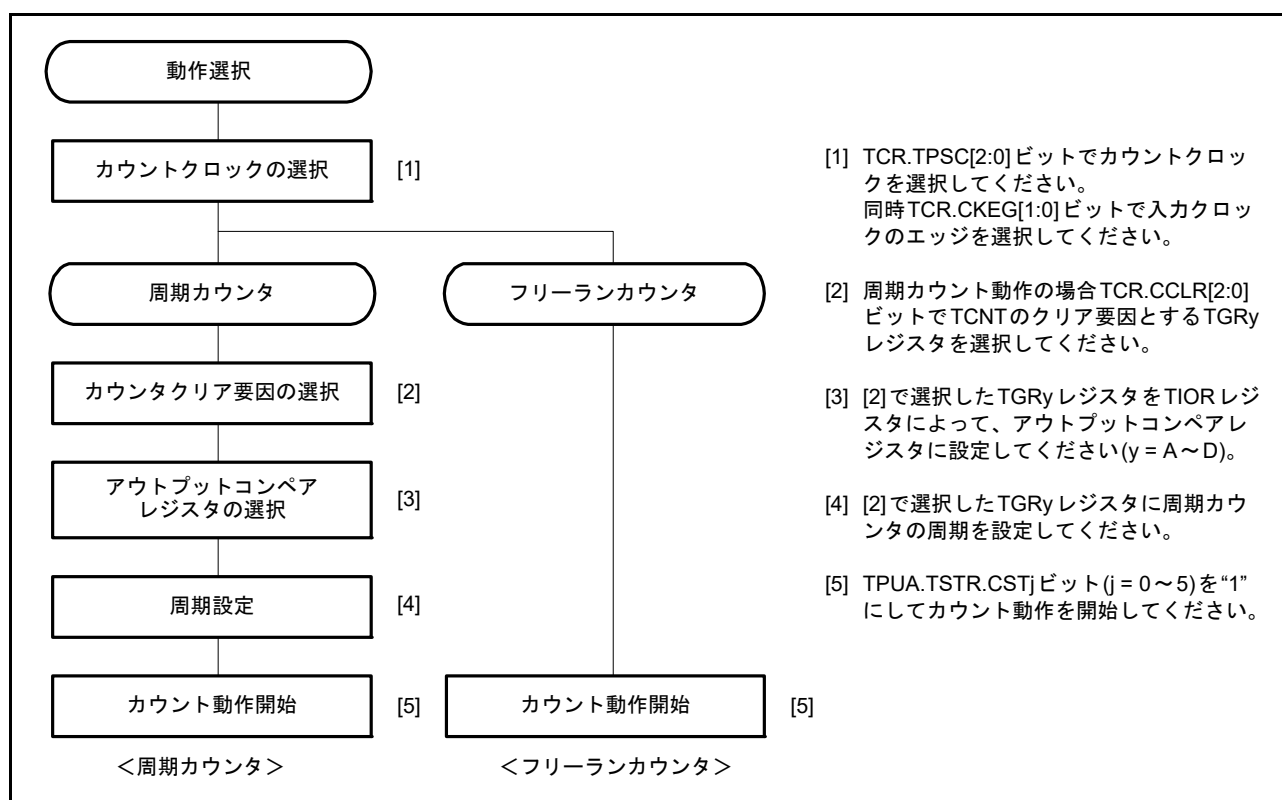 動作選択
カウントクロックの選択
[1]
周期カウンタ
フリーランカウンタ
カウンタクリア要因の選択
[2]
アウトプットコンペア
レジスタの選択
[3]
周期設定
[4]
カウント動作開始
[5]
カウント動作開始
[5]
＜周期カウンタ＞
＜フリーランカウンタ＞
[1] TCR.TPSC[2:0]ビットでカウントクロッ
クを選択してください。
同時TCR.CKEG[1:0]ビットで入力クロッ
クのエッジを選択してください。
[2] 周期カウント動作の場合TCR.CCLR[2:0]
ビットでTCNTのクリア要因とするTGRy
レジスタを選択してください。
[3] [2]で選択したTGRyレジスタをTIORレジ
スタによって、アウトプットコンペアレ
ジスタに設定してください(y = A～D)。
[4] [2]で選択したTGRyレジスタに周期カウ
ンタの周期を設定してください。
[5] TPUA.TSTR.CSTjビット(j = 0～5)を“1”
にしてカウント動作を開始してください。